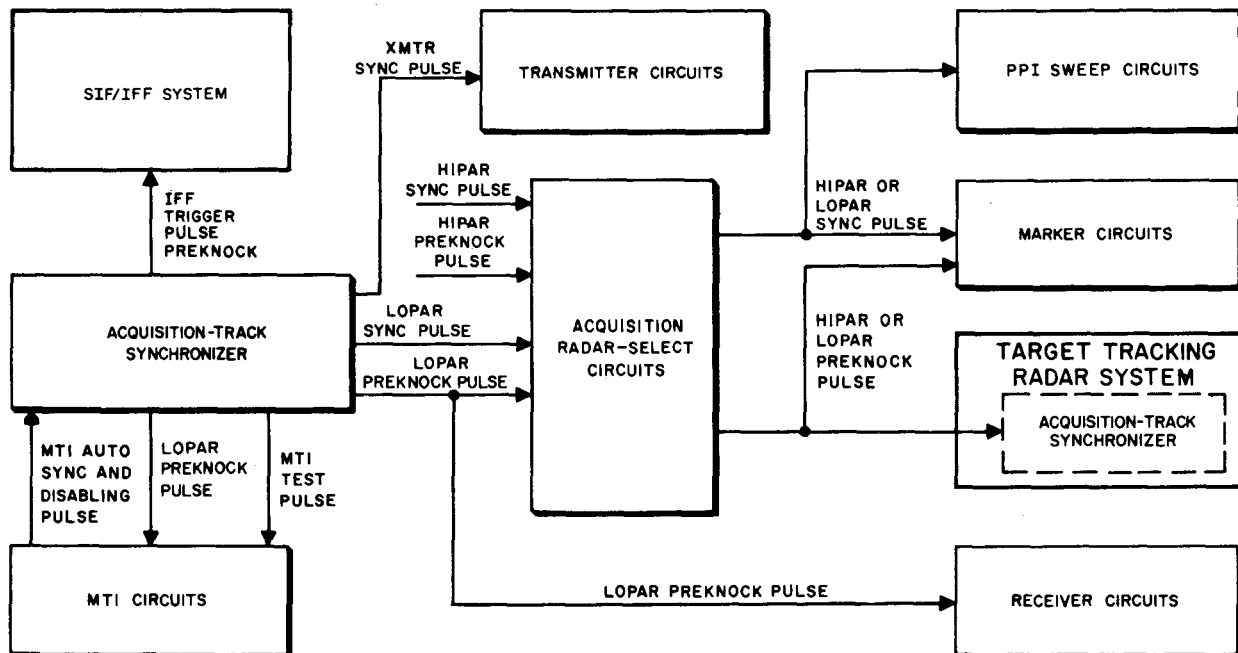 SIF/IFF SYSTEM
XMTR
SYNC PULSE
TRANSMITTER CIRCUITS
PPI SWEEP CIRCUITS
IFF
TRIGGER
PULSE
PREKNOCK
HIPAR
SYNC PULSE
HIPAR
PREKNOCK
PULSE
HIPAR OR
LOPAR
SYNC PULSE
MARKER CIRCUITS
ACQUISITION-TRACK
SYNCHRONIZER
LOPAR
SYNC PULSE
LOPAR
PREKNOCK PULSE
ACQUISITION
RADAR-SELECT
CIRCUITS
HIPAR OR
LOPAR
PREKNOCK
PULSE
TARGET TRACKING
RADAR SYSTEM
ACQUISITION-TRACK
SYNCHRONIZER
MTI AUTO
SYNC AND
DISABLING
PULSE
LOPAR
PREKNOCK
PULSE
MTI
TEST
PULSE
MTI CIRCUITS
LOPAR PREKNOCK PULSE
RECEIVER CIRCUITS